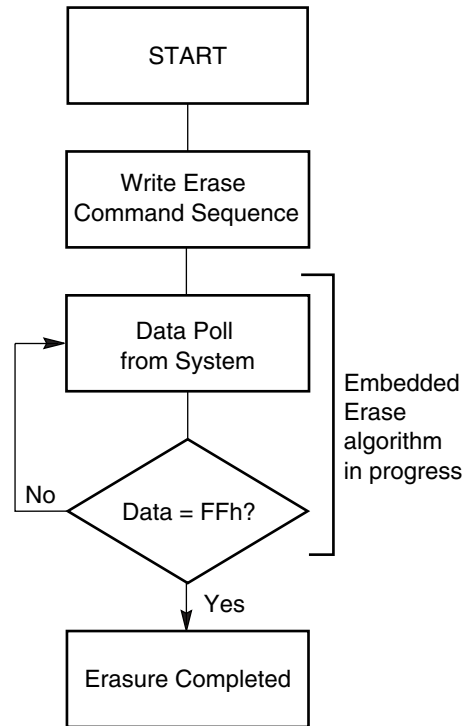 START
Write Erase
Command Sequence
Data Poll
from System
Embedded
Erase
algorithm
in progress
No
Data = FFh?
Yes
Erasure Completed